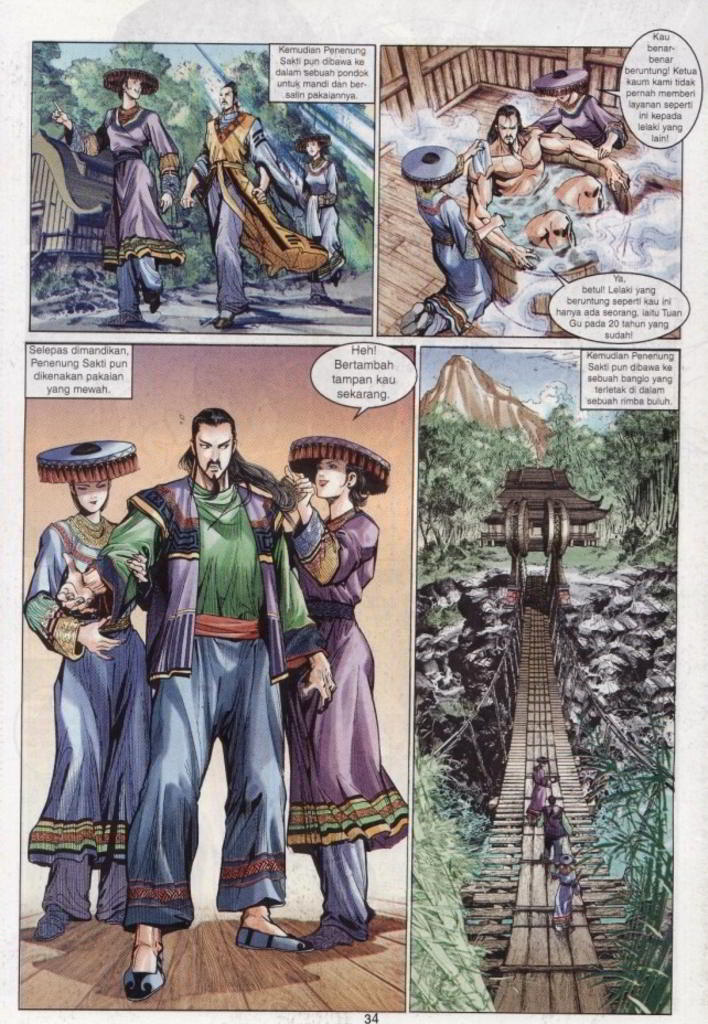 Kemudian Penenung
Sakti pun dibawa ke
dalam sebuah pondok
untuk mandi dan ber-
salin pakaiannya.
Kau
benar-
benar
beruntung! Ketua
kaum kami tidak
pernah memberi
layanan seperti
ini kepada
lelaki yang
lain!
Ya,
betul! Lelaki yang
beruntung seperti kau ini
hanya ada seorang, iaitu Tuan
Gu pada 20 tahun yang
sudah!
Selepas dimandikan,
Penenung Sakti pun
dikenakan pakaian
yang mewah.
Heh!
Bertambah
tampan kau
sekarang.
Kemudian Penenung
Sakti pun dibawa ke
sebuah banglo yang
terletak di dalam
sebuah rimba buluh.
34